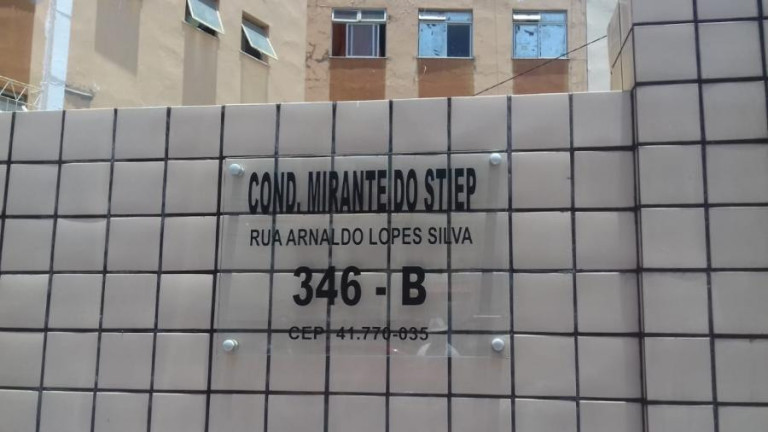 COND. MIRANTE DO STIEP
RUA ARNALDO LOPES SILVA
346 - B
CEP 41.770-035